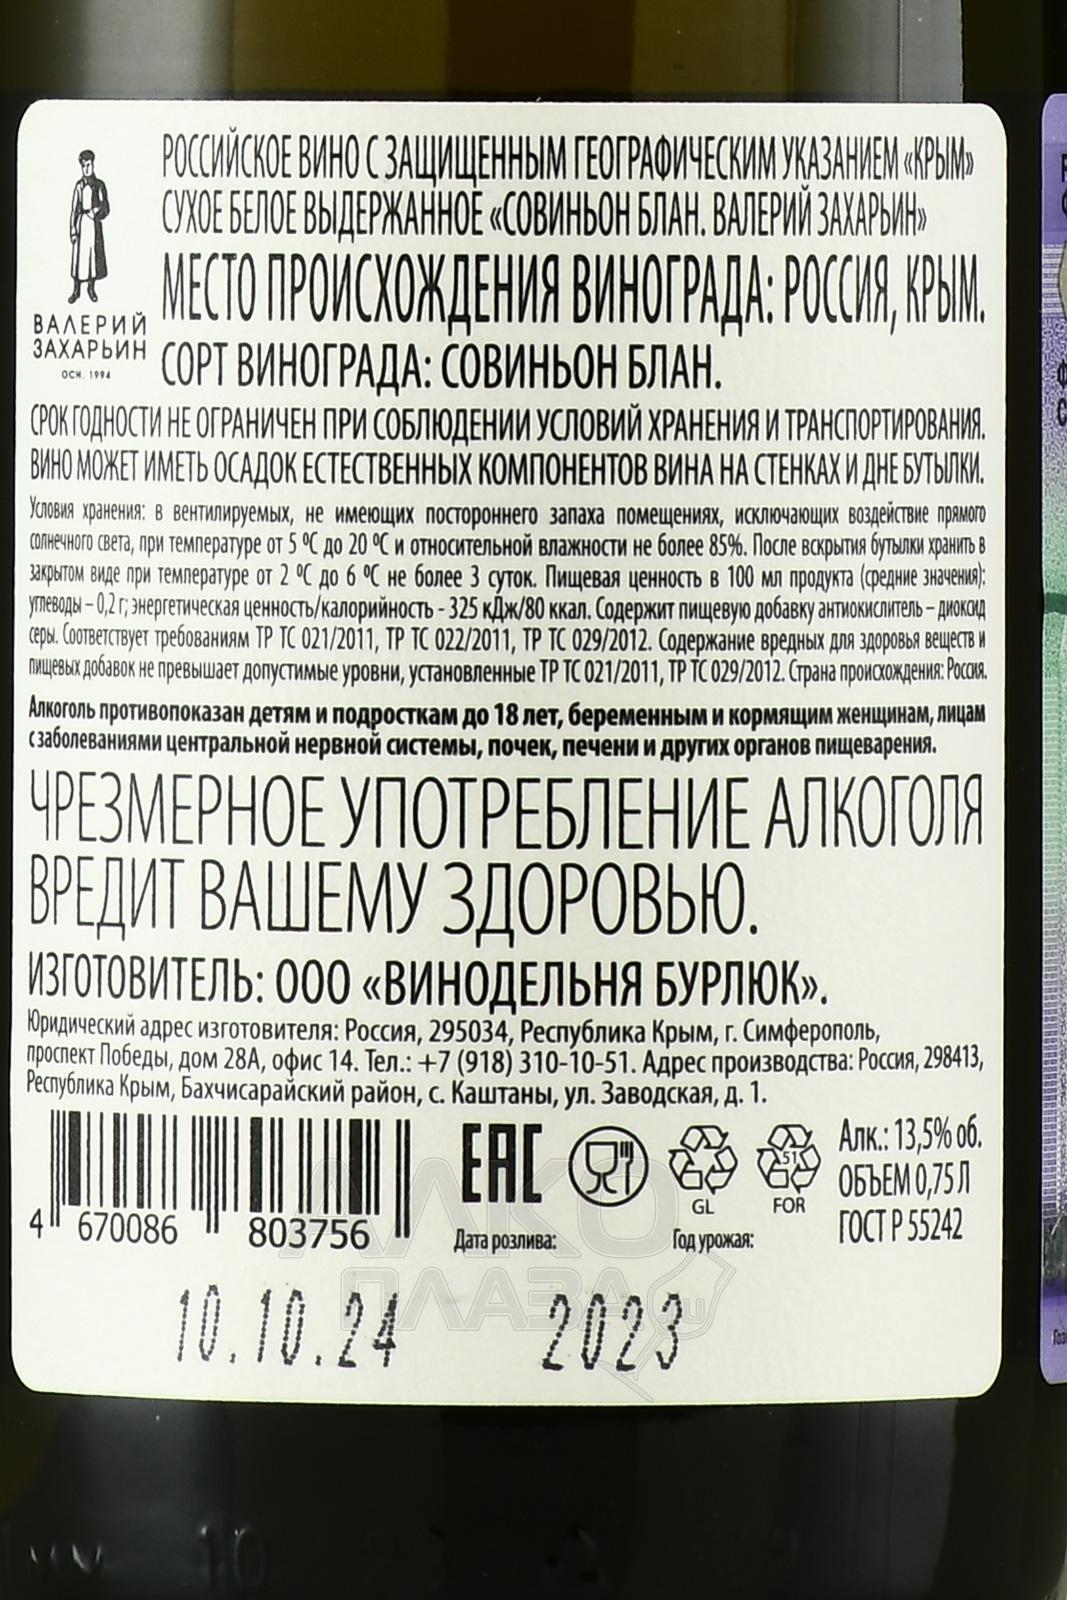 РОССИЙСКОЕ ВИНО С ЗАЩИЩЕННЫМ ГЕОГРАФИЧЕСКИМ УКАЗАНИЕМ «КРЫМ»
СУХОЕ БЕЛОЕ ВЫДЕРЖАННОЕ «СОВИНЬОН БЛАН. ВАЛЕРИЙ ЗАХАРЬИН»
МЕСТО ПРОИСХОЖДЕНИЯ ВИНОГРАДА: РОССИЯ, КРЫМ.
СОРТ ВИНОГРАДА: СОВИНЬОН БЛАН.
ВАЛЕРИЙ
ЗАХАРЬИН
ОСН. 1994
СРОК ГОДНОСТИ НЕ ОГРАНИЧЕН ПРИ СОБЛЮДЕНИИ УСЛОВИЙ ХРАНЕНИЯ И ТРАНСПОРТИРОВАНИЯ.
ВИНО МОЖЕТ ИМЕТЬ ОСАДОК ЕСТЕСТВЕННЫХ КОМПОНЕНТОВ ВИНА НА СТЕНКАХ И ДНЕ БУТЫЛКИ.
Условия хранения: в вентилируемых, не имеющих постороннего запаха помещениях, исключающих воздействие прямого
солнечного света, при температуре от 5 ºС до 20 ºС и относительной влажности не более 85%. После вскрытия бутылки хранить в
закрытом виде при температуре от 2 ºС до 6 ºС не более 3 суток. Пищевая ценность в 100 мл продукта (средние значения):
углеводы – 0,2 г; энергетическая ценность/калорийность - 325 кДж/80 ккал. Содержит пищевую добавку антиокислитель – диоксид
серы. Соответствует требованиям ТР ТС 021/2011, ТР ТС 022/2011, ТР ТС 029/2012. Содержание вредных для здоровья веществ и
пищевых добавок не превышает допустимые уровни, установленные ТР ТС 021/2011, ТР ТС 029/2012. Страна происхождения: Россия.
Алкоголь противопоказан детям и подросткам до 18 лет, беременным и кормящим женщинам, лицам
с заболеваниями центральной нервной системы, почек, печени и других органов пищеварения.
ЧРЕЗМЕРНОЕ УПОТРЕБЛЕНИЕ АЛКОГОЛЯ
ВРЕДИТ ВАШЕМУ ЗДОРОВЬЮ.
ИЗГОТОВИТЕЛЬ: ООО «ВИНОДЕЛЬНЯ БУРЛЮК».
Юридический адрес изготовителя: Россия, 295034, Республика Крым, г. Симферополь,
проспект Победы, дом 28А, офис 14. Тел.: +7 (918) 310-10-51. Адрес производства: Россия, 298413,
Республика Крым, Бахчисарайский район, с. Каштаны, ул. Заводская, д. 1.
4 670086 803756
EAC
GL
51
FOR
Алк.: 13,5% об.
ОБЪЕМ 0,75 Л
ГОСТ Р 55242
Дата розлива:
Год урожая:
10.10.24
2023
АЛКО
ПЛАЗА.ru